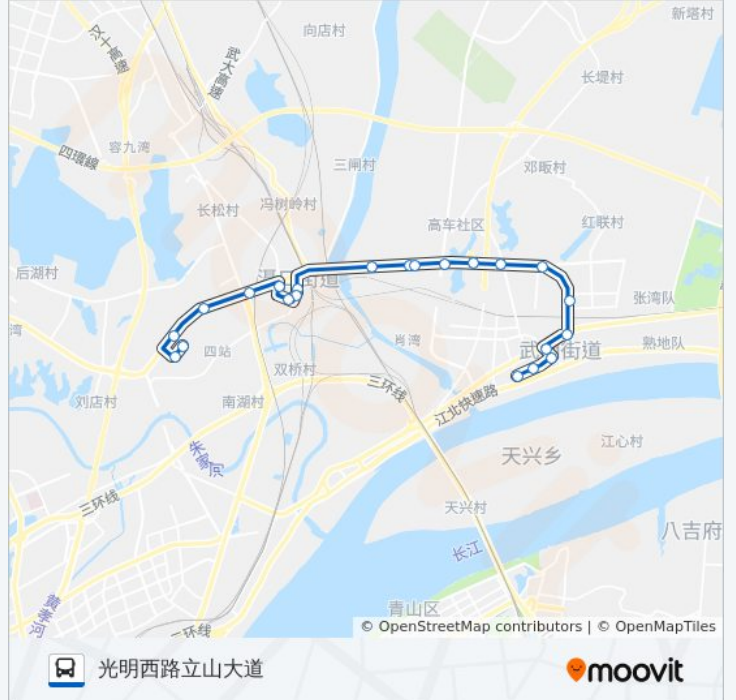 新塔村
向店村
汉十高速
武大高速
长堤村
容九湾
四環線
三闸村
邓畈村
长松村
冯树岭村
高车社区
红联村
后湖村
街道
张湾队
湾
四站
肖湾
武
街道
熟地队
双桥村
三环线
刘店村
南湖村
江北快速路
朱家河
天兴乡
江心村
三环线
天兴村
八吉府
长江
黄孝河
青山区
二环线
© OpenStreetMap contributors | © OpenMapTiles
光明西路立山大道
moovit